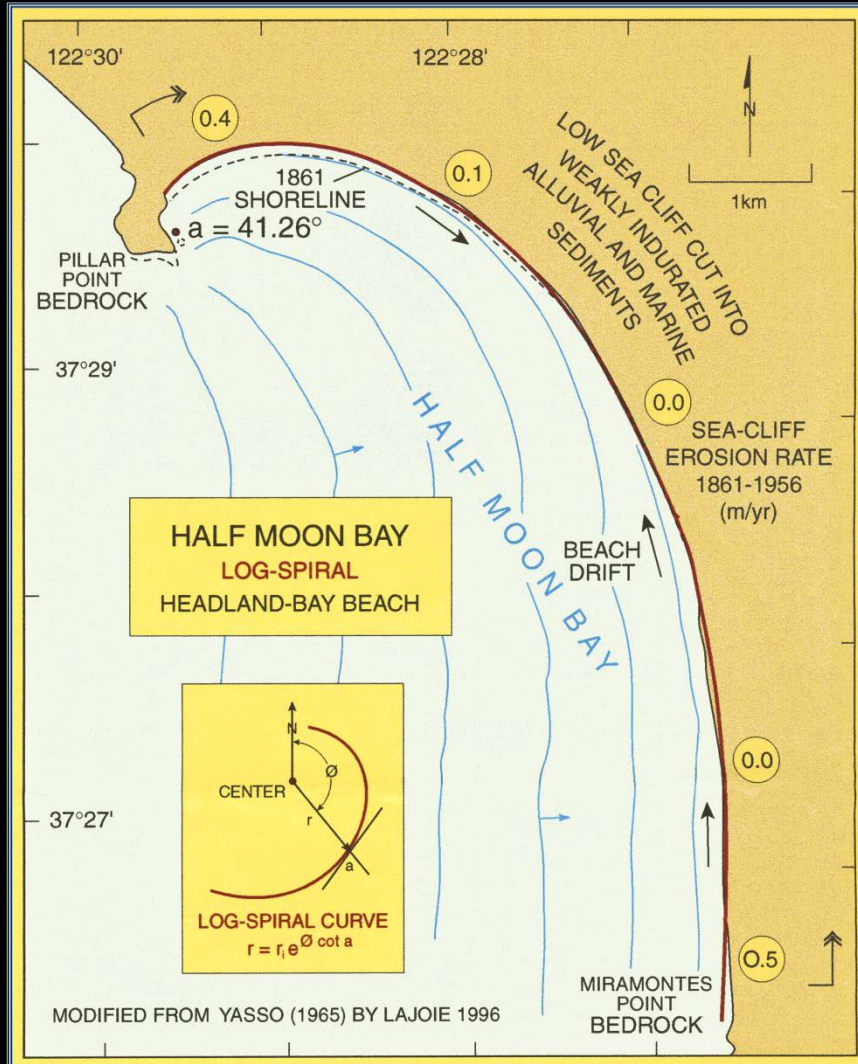 122°30'
122°28'
0.4
N
1861
SHORELINE
0.1
1km
LOW SEA CLIFF CUT INTO
WEAKLY INDURATED
ALLUVIAL AND MARINE
SEDIMENTS
a = 41.26°
PILLAR
POINT
BEDROCK
37°29'
HALF MOON BAY
0.0
SEA-CLIFF
EROSION RATE
1861-1956
(m/yr)
HALF MOON BAY
LOG-SPIRAL
HEADLAND-BAY BEACH
BEACH
DRIFT
N
Ø
CENTER
r
a
LOG-SPIRAL CURVE
r = rᵢ e^Ø cot a
0.0
37°27'
0.5
MIRAMONTES
POINT
BEDROCK
MODIFIED FROM YASSO (1965) BY LAJOIE 1996